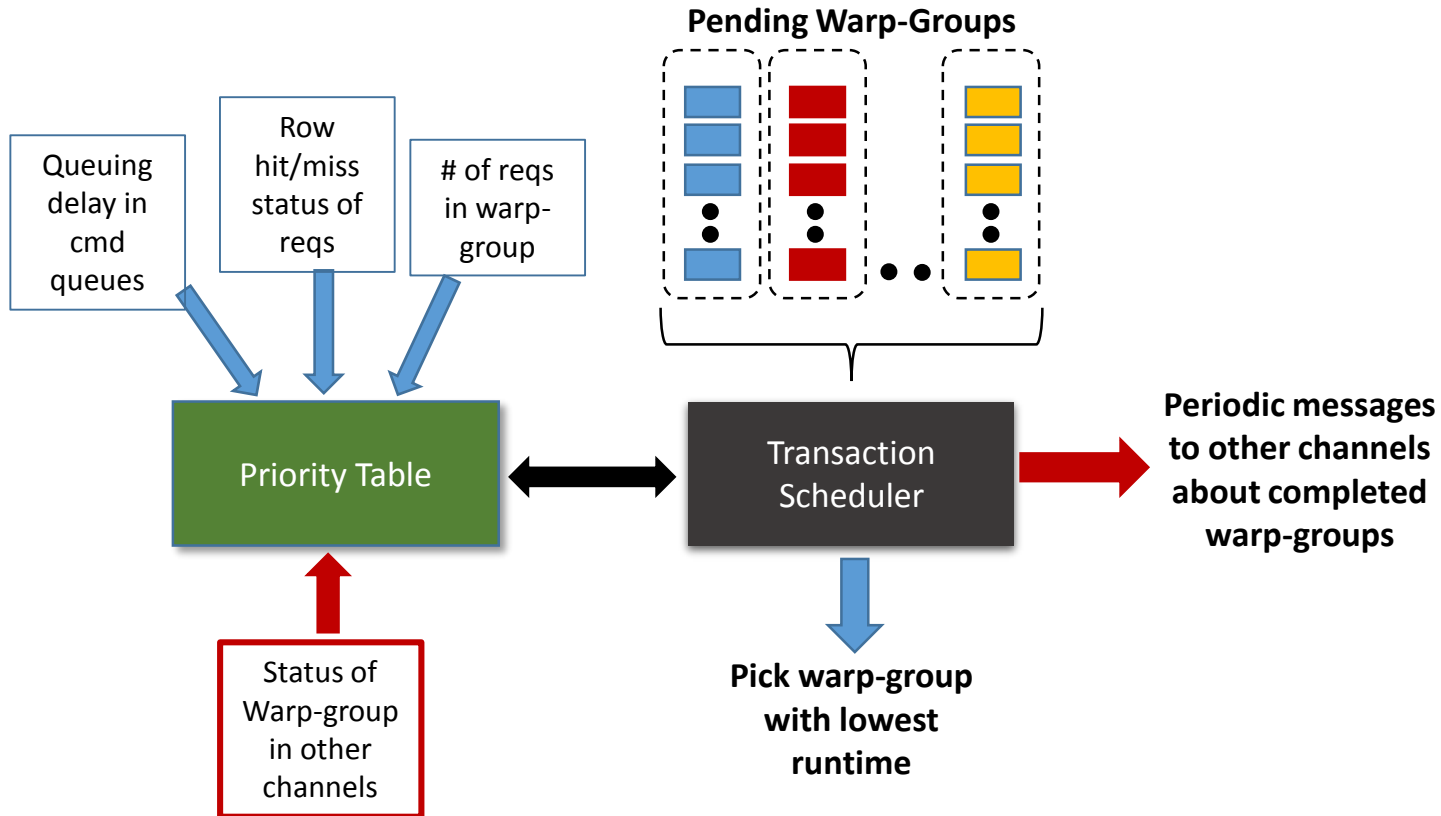 Pending Warp-Groups
Queuing
delay in
cmd
queues
Row
hit/miss
status of
reqs
# of reqs
in warp-
group
Priority Table
Transaction
Scheduler
Periodic messages
to other channels
about completed
warp-groups
Status of
Warp-group
in other
channels
Pick warp-group
with lowest
runtime